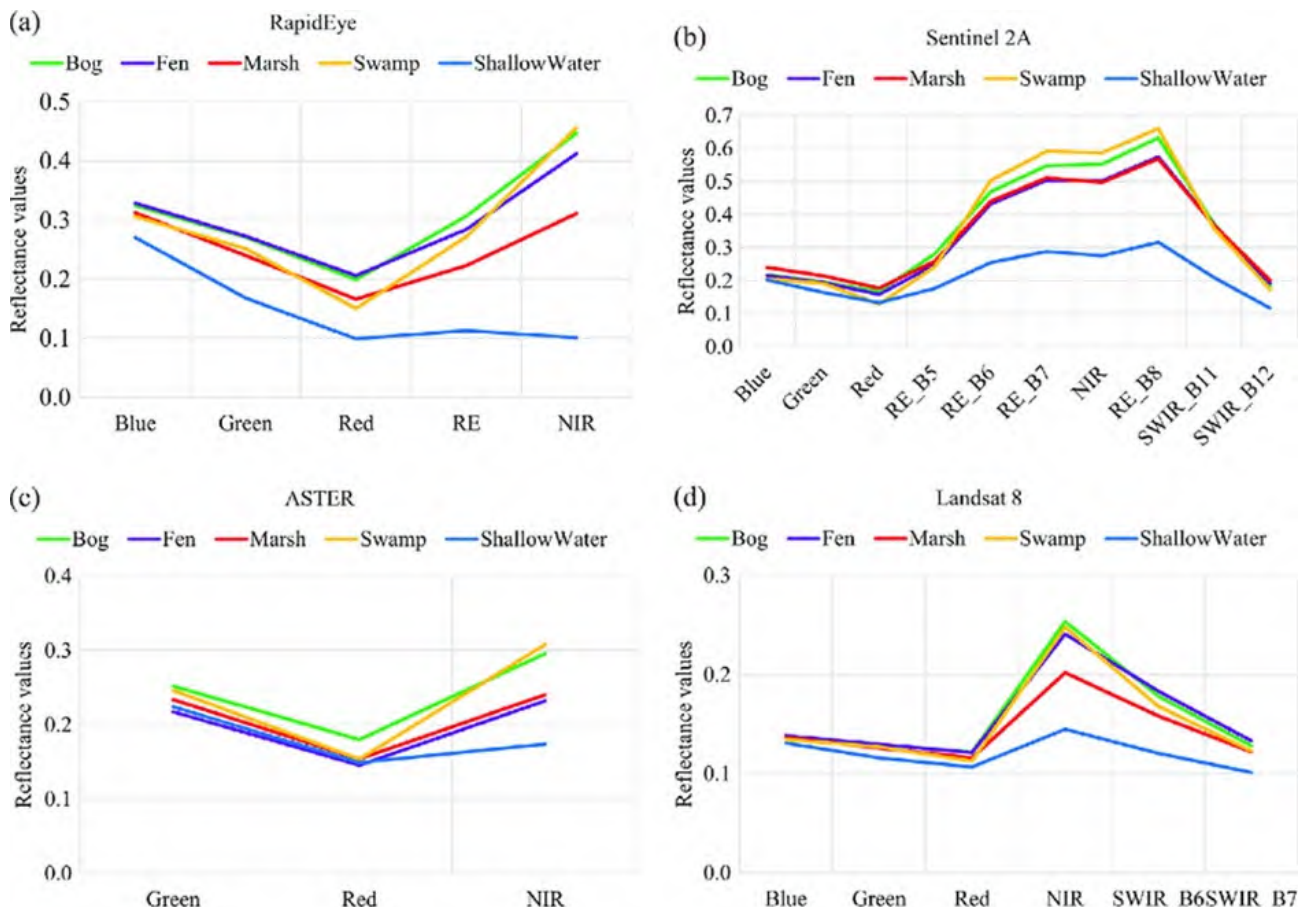 (a)
RapidEye
Bog Fen Marsh Swamp ShallowWater
Reflectance values
0.5
0.4
0.3
0.2
0.1
0.0
Blue Green Red RE NIR
(b)
Sentinel 2A
Bog Fen Marsh Swamp ShallowWater
Reflectance values
0.7
0.6
0.5
0.4
0.3
0.2
0.1
0.0
Blue Green Red RE_B5 RE_B6 RE_B7 NIR RE_B8 SWIR_B11 SWIR_B12
(c)
ASTER
Bog Fen Marsh Swamp ShallowWater
Reflectance values
0.4
0.3
0.2
0.1
0.0
Green Red NIR
(d)
Landsat 8
Bog Fen Marsh Swamp ShallowWater
Reflectance values
0.3
0.2
0.1
0.0
Blue Green Red NIR SWIR_B6SWIR_B7